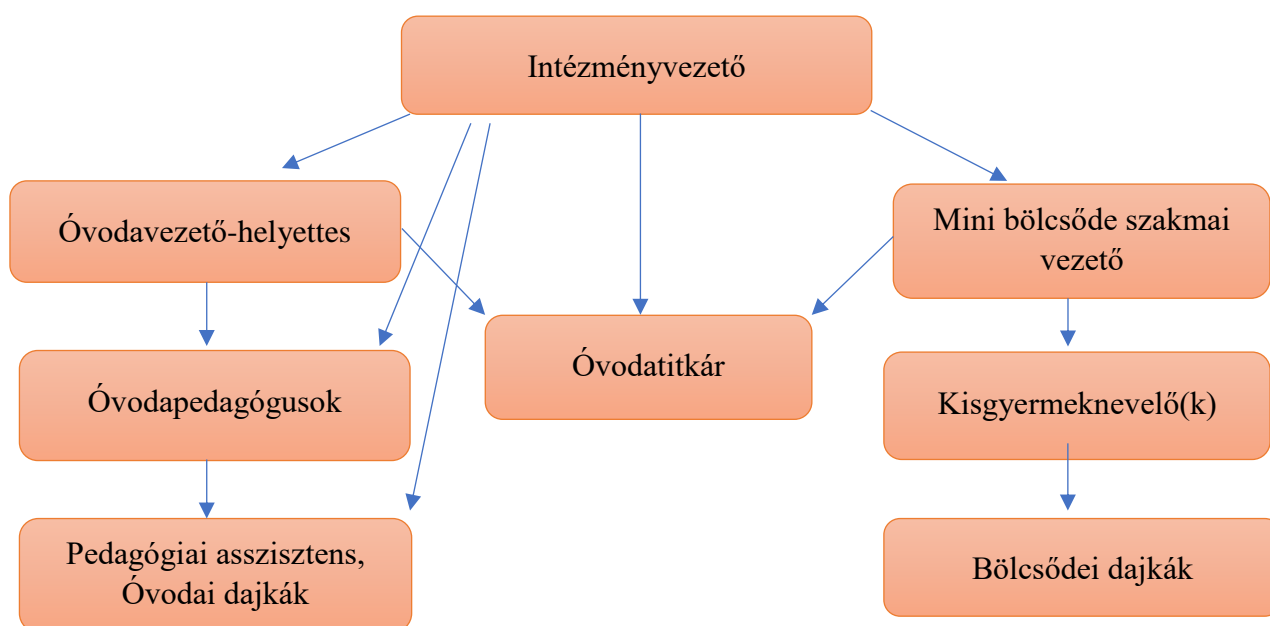 Intézményvezető
Óvodavezető-helyettes
Mini bölcsőde szakmai
vezető
Óvodatitkár
Óvodapedagógusok
Kisgyermeknevelő(k)
Pedagógiai asszisztens,
Óvodai dajkák
Bölcsődei dajkák